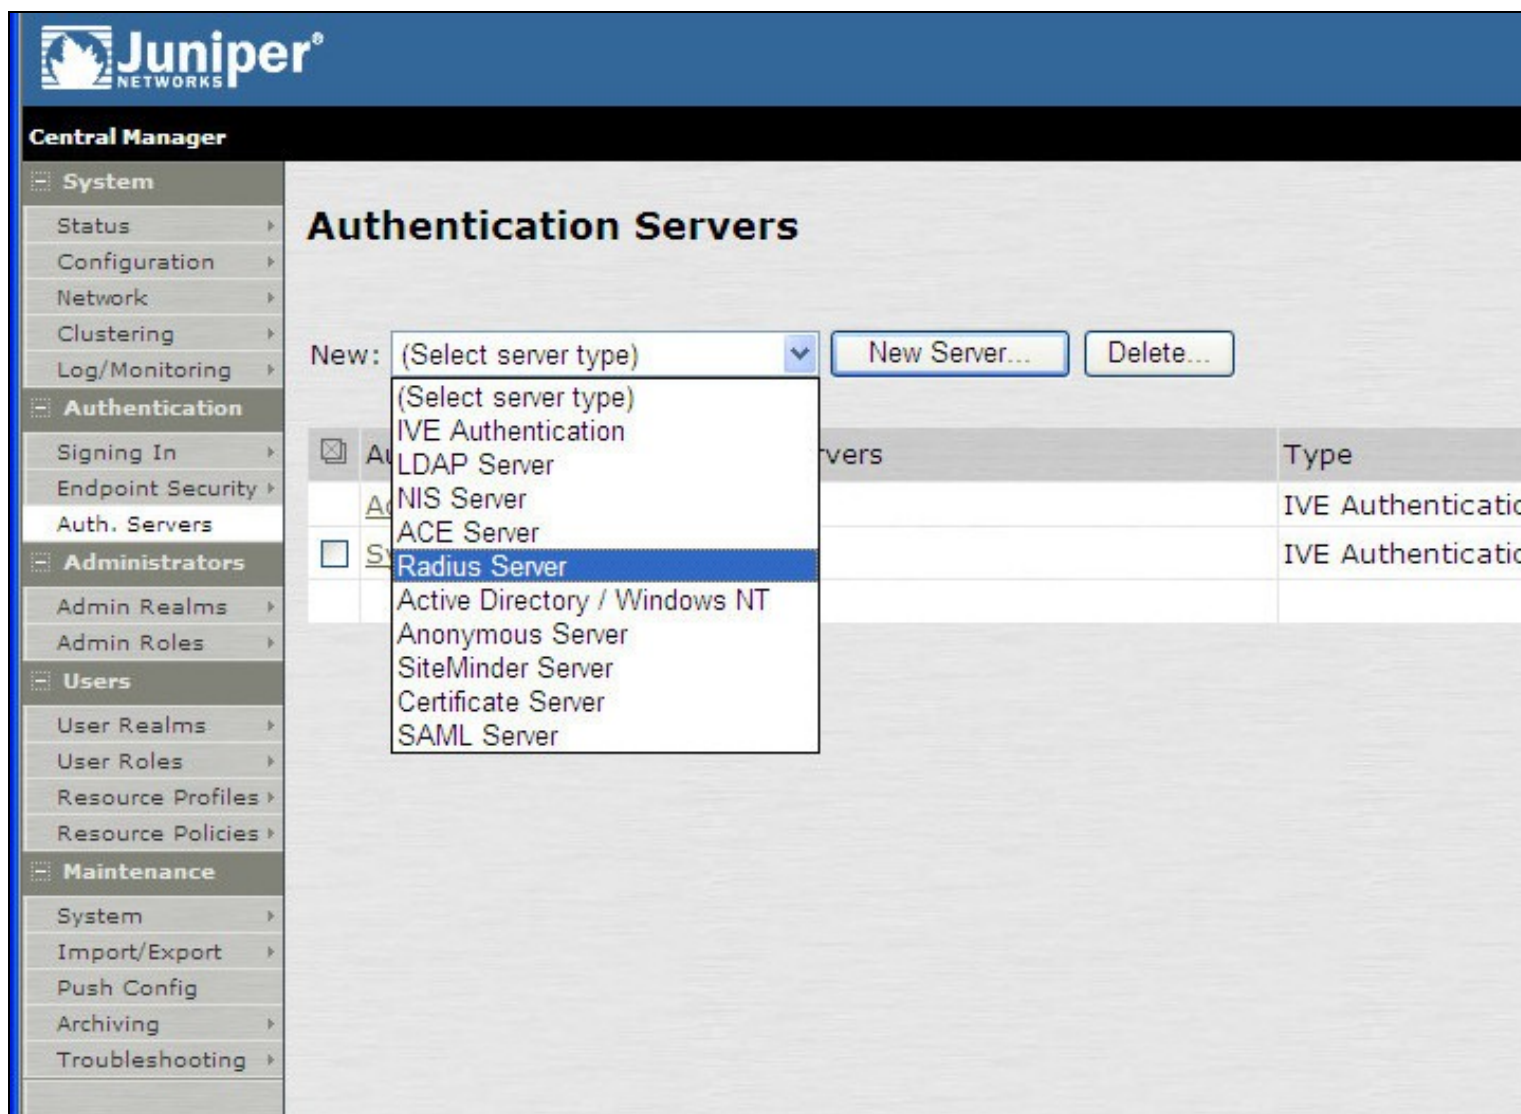 Juniper®
NETWORKS
Central Manager
System
Status
Configuration
Network
Clustering
Log/Monitoring
Authentication
Signing In
Endpoint Security
Auth. Servers
Administrators
Admin Realms
Admin Roles
Users
User Realms
User Roles
Resource Profiles
Resource Policies
Maintenance
System
Import/Export
Push Config
Archiving
Troubleshooting
Authentication Servers
New: (Select server type) New Server... Delete...
(Select server type)
IVE Authentication
LDAP Server
NIS Server
ACE Server
Radius Server
Active Directory / Windows NT
Anonymous Server
SiteMinder Server
Certificate Server
SAML Server
Type
IVE
IVE